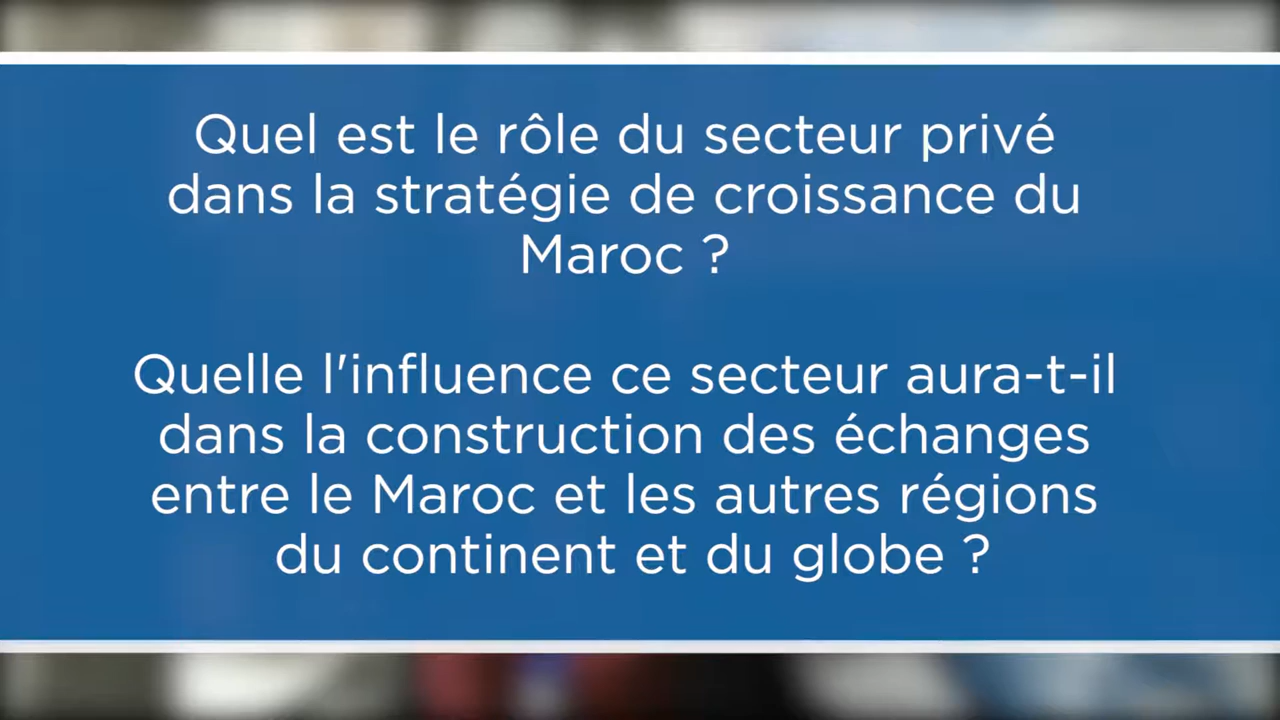 Quel est le rôle du secteur privé
dans la stratégie de croissance du
Maroc ?
Quelle l'influence ce secteur aura-t-il
dans la construction des échanges
entre le Maroc et les autres régions
du continent et du globe ?